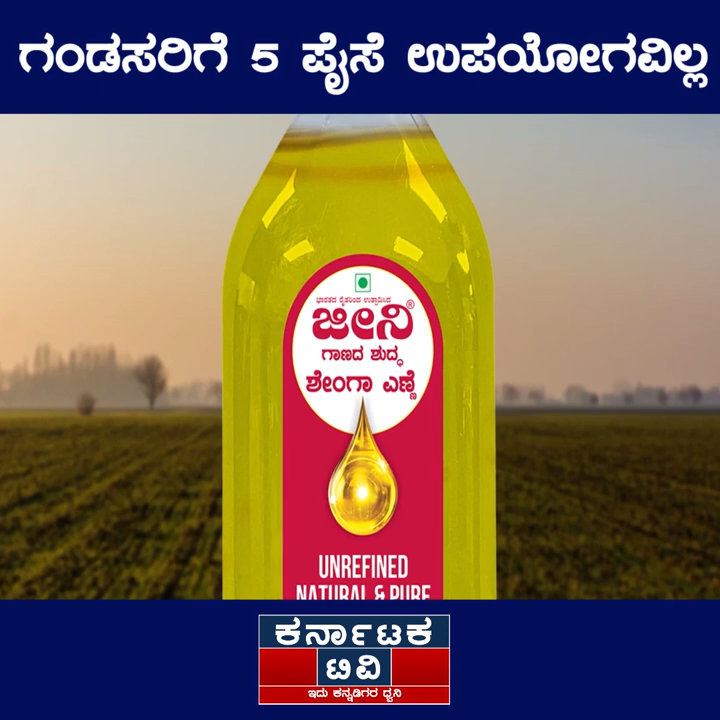 ಗಂಡಸರಿಗೆ 5 ಪೈಸೆ ಉಪಯೋಗವಿಲ್ಲ
ಭಾರತದ ರೈತರಿಂದ ಉತ್ಪಾದಿಸಿದ
ಜೀನಿ®
ಗಾಣದ ಶುದ್ಧ
ಶೇಂಗಾ ಎಣ್ಣೆ
UNREFINED
NATURAL & PURE
ಕರ್ನಾಟಕ
ಟಿವಿ
ಇದು ಕನ್ನಡಿಗರ ಧ್ವನಿ